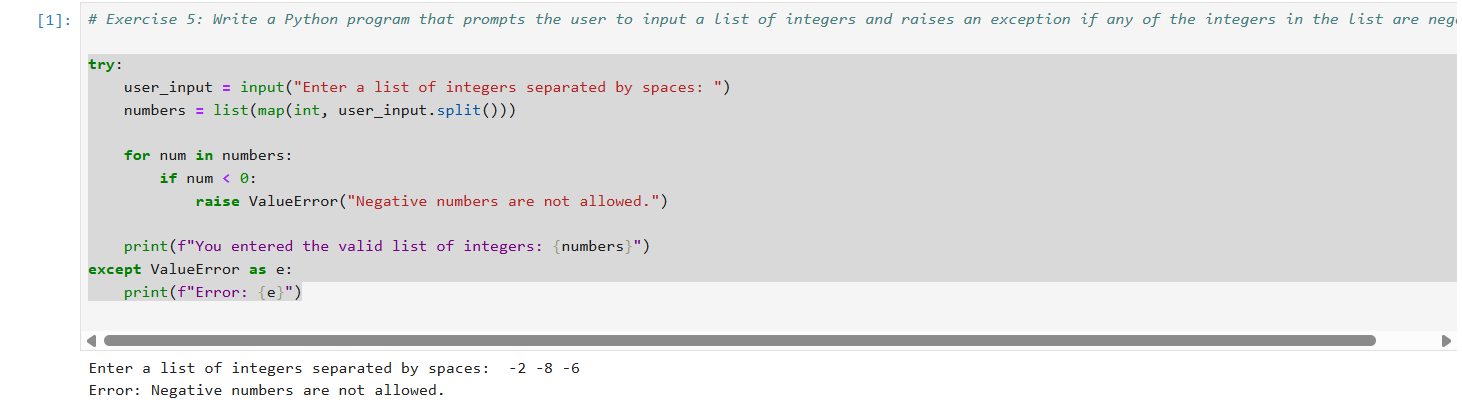 [1]: # Exercise 5: Write a Python program that prompts the user to input a list of integers and raises an exception if any of the integers in the list are neg
try:
    user_input = input("Enter a list of integers separated by spaces: ")
    numbers = list(map(int, user_input.split()))
    for num in numbers:
        if num < 0:
            raise ValueError("Negative numbers are not allowed.")
    print(f"You entered the valid list of integers: {numbers}")
except ValueError as e:
    print(f"Error: {e}")
Enter a list of integers separated by spaces:  -2 -8 -6
Error: Negative numbers are not allowed.